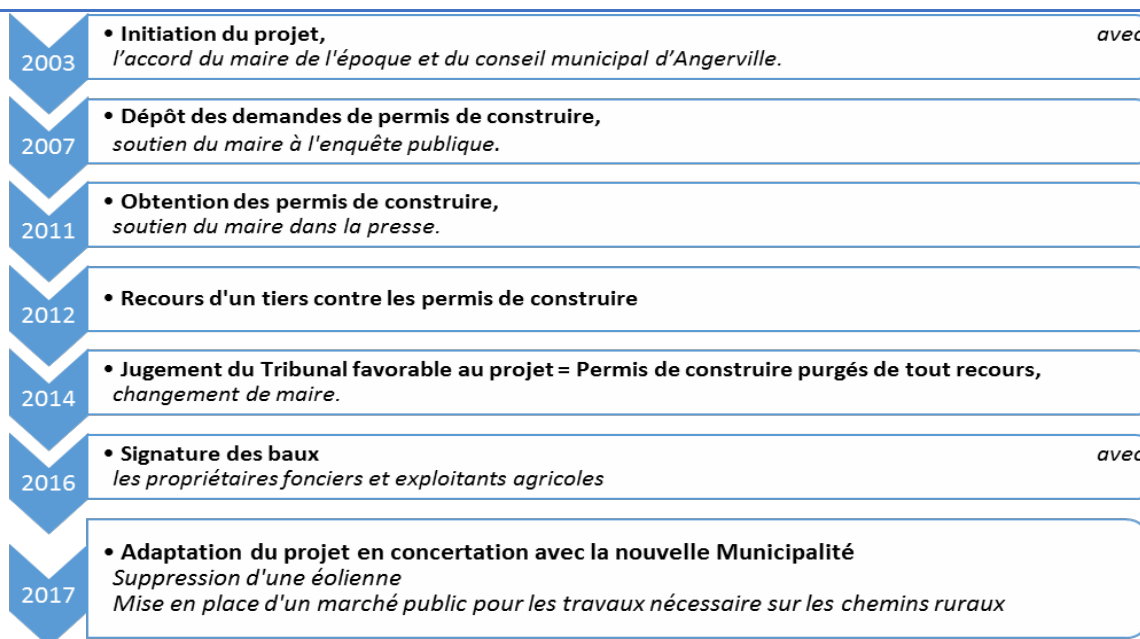 2003
• Initiation du projet, avec
l’accord du maire de l'époque et du conseil municipal d’Angerville.
2007
• Dépôt des demandes de permis de construire,
soutien du maire à l'enquête publique.
2011
• Obtention des permis de construire,
soutien du maire dans la presse.
2012
• Recours d'un tiers contre les permis de construire
2014
• Jugement du Tribunal favorable au projet = Permis de construire purgés de tout recours,
changement de maire.
2016
• Signature des baux avec
les propriétaires fonciers et exploitants agricoles
2017
• Adaptation du projet en concertation avec la nouvelle Municipalité
Suppression d'une éolienne
Mise en place d'un marché public pour les travaux nécessaire sur les chemins ruraux